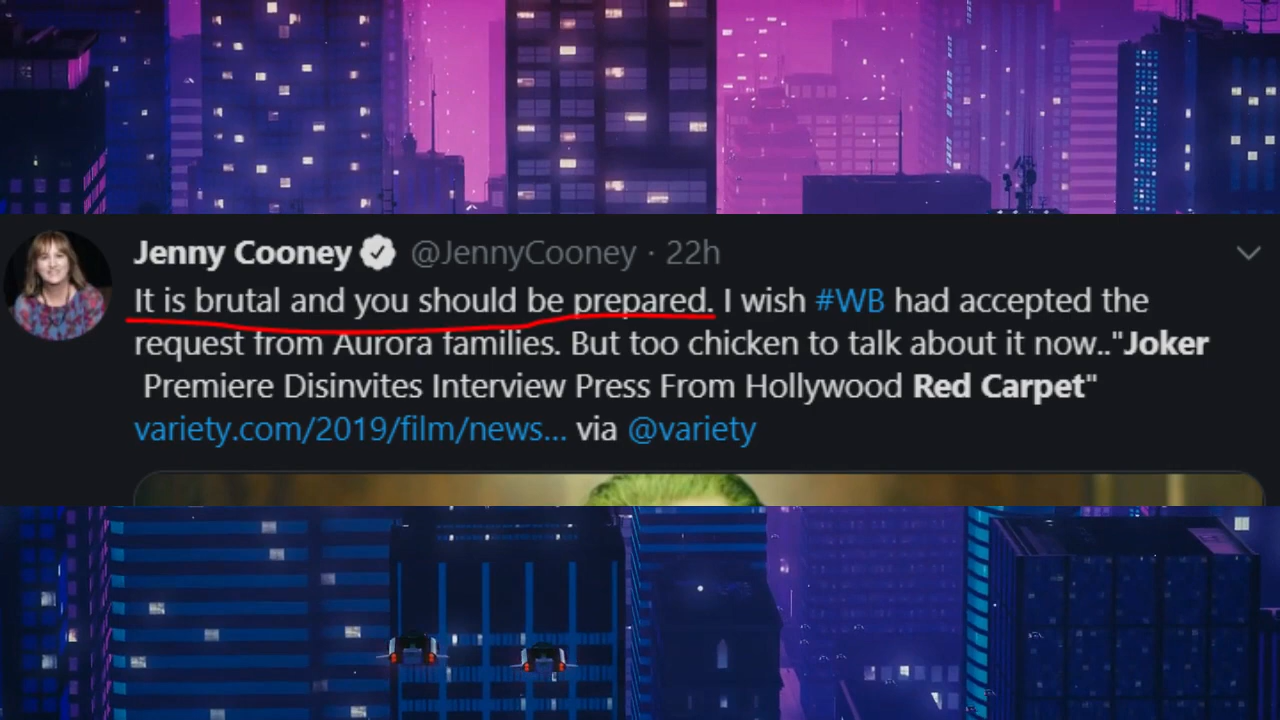 Jenny Cooney @JennyCooney · 22h
It is brutal and you should be prepared. I wish #WB had accepted the
request from Aurora families. But too chicken to talk about it now.."Joker
Premiere Disinvites Interview Press From Hollywood Red Carpet"
variety.com/2019/film/news... via @variety